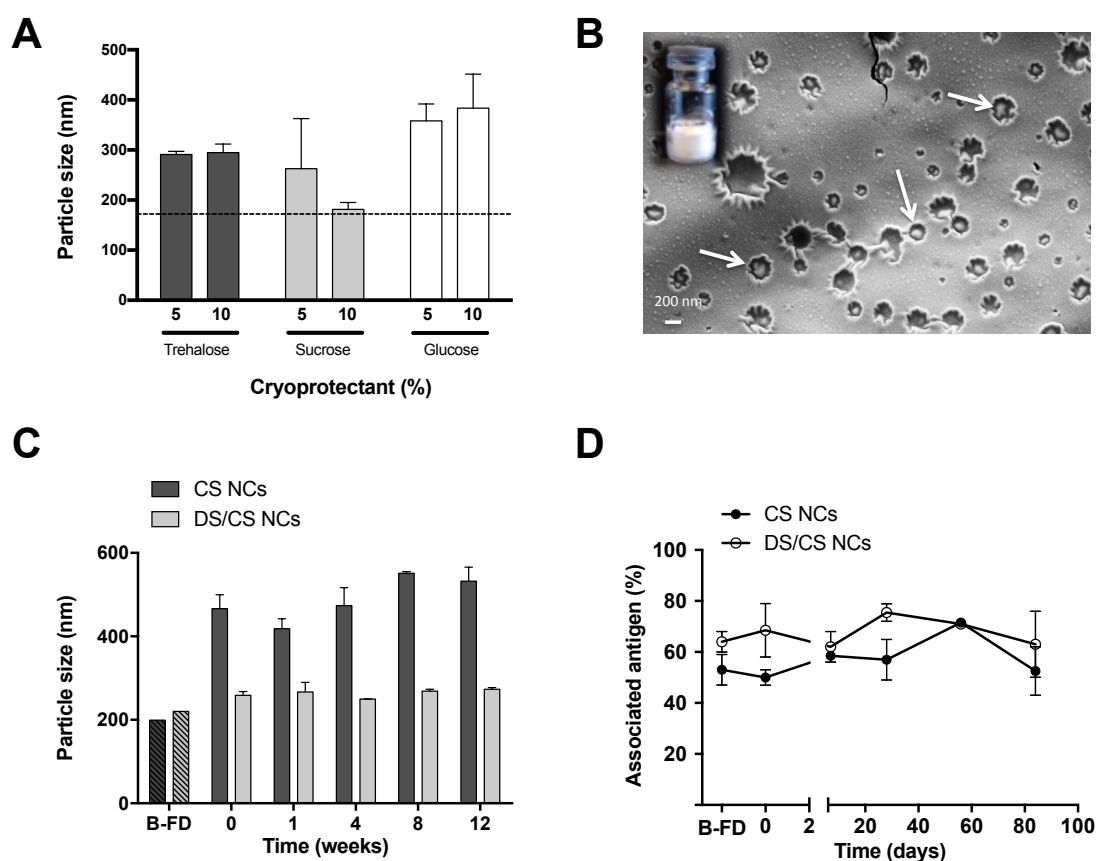 A
Particle size (nm)
500
400
300
200
100
0
5 10 5 10 5 10
Trehalose Sucrose Glucose
Cryoprotectant (%)
B
200 nm
C
CS NCs
DS/CS NCs
Particle size (nm)
600
400
200
0
B-FD 0 1 4 8 12
Time (weeks)
D
CS NCs
DS/CS NCs
Associated antigen (%)
100
80
60
40
20
B-FD 0 2 20 40 60 80 100
Time (days)